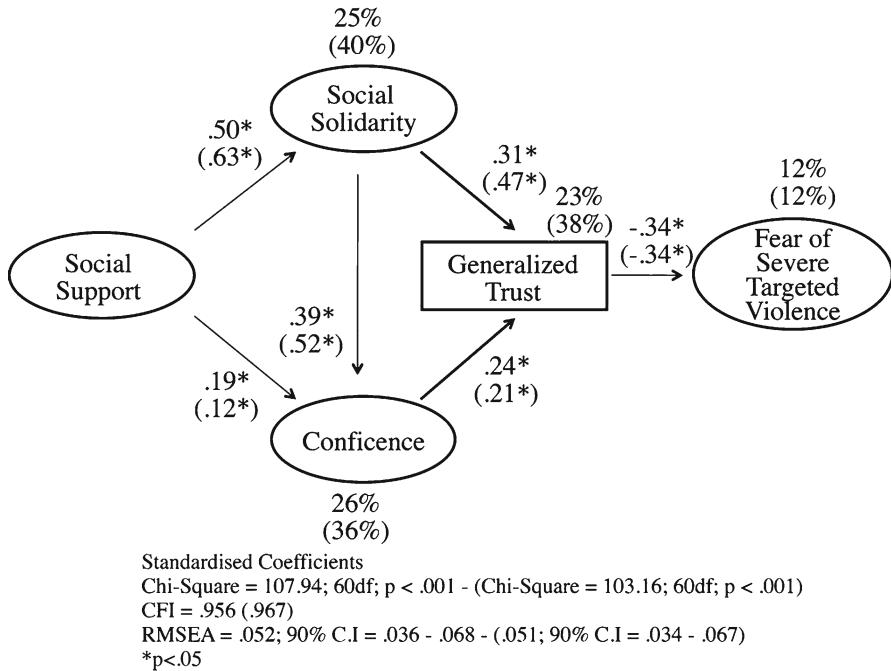 25%
(40%)
Social
Solidarity
.50*
(.63*)
.31*
(.47*)
23%
(38%)
12%
(12%)
-.34*
(-.34*)
Social
Support
Generalized
Trust
Fear of
Severe
Targeted
Violence
.39*
(.52*)
.19*
(.12*)
.24*
(.21*)
Conficence
26%
(36%)
Standardised Coefficients
Chi-Square = 107.94; 60df; p < .001 - (Chi-Square = 103.16; 60df; p < .001)
CFI = .956 (.967)
RMSEA = .052; 90% C.I = .036 - .068 - (.051; 90% C.I = .034 - .067)
*p<.05